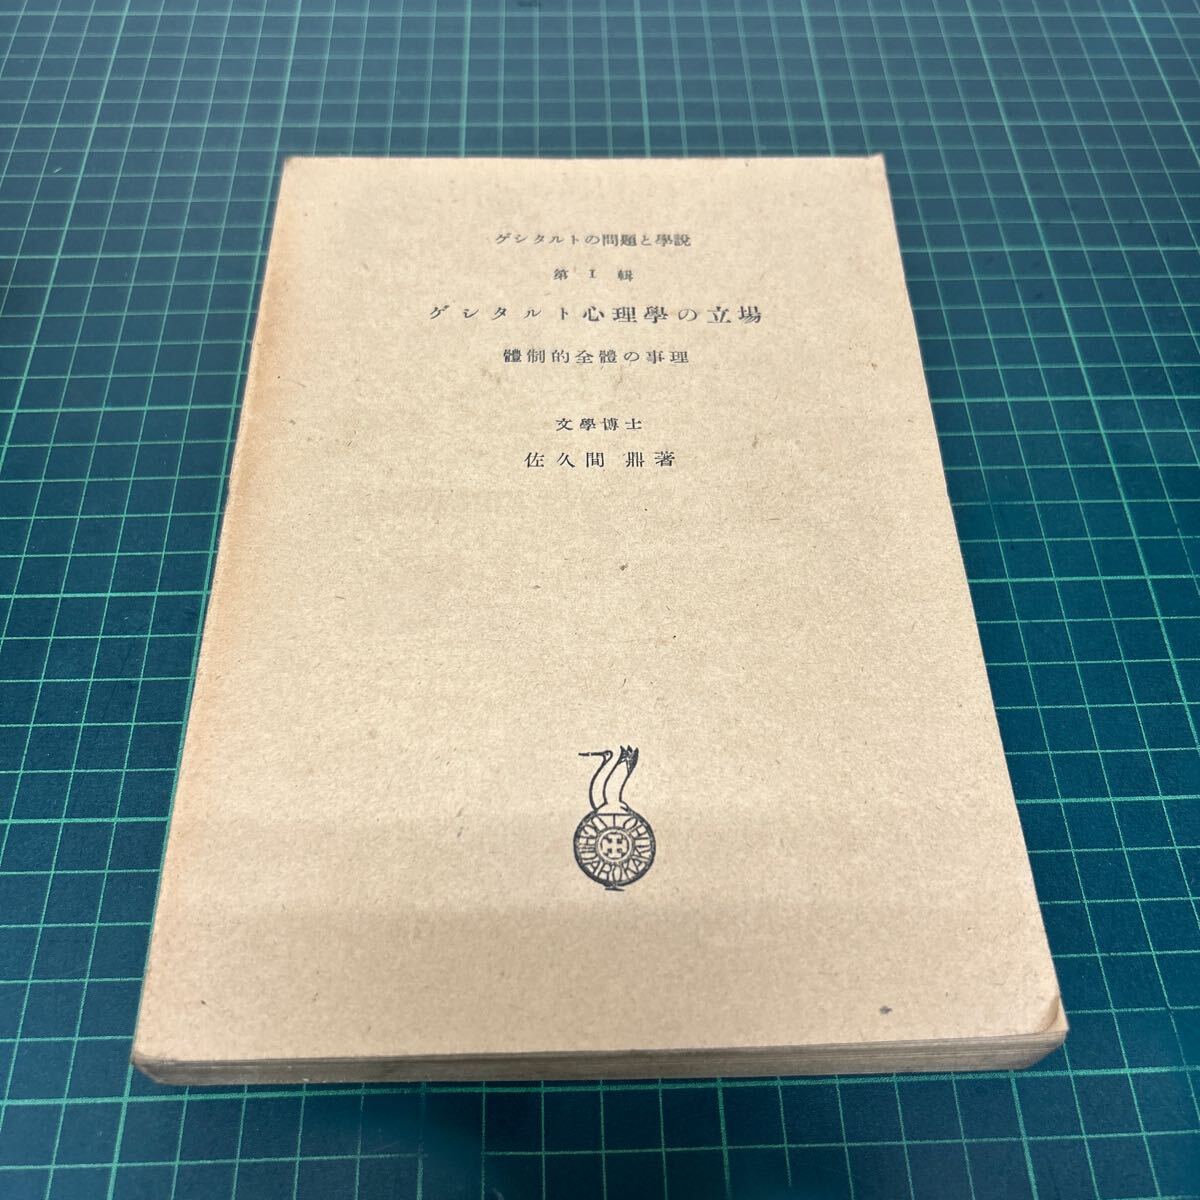 ゲシタルトの問題と學說
第 I 輯
ゲシタルト心理學の立場
體制的全體の事理
文學博士
佐久間 鼎著